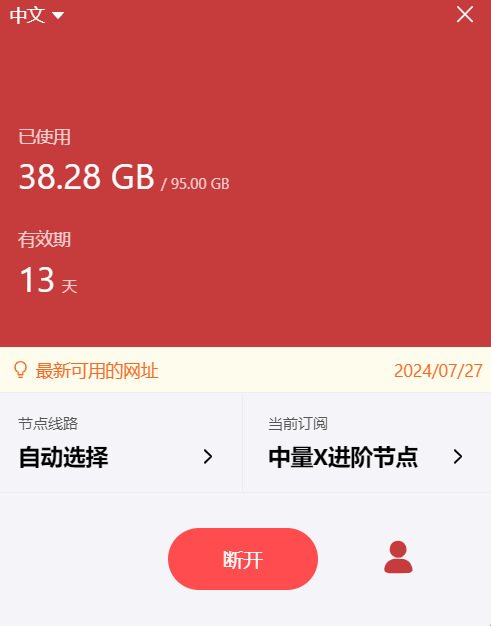 中文
已使用
38.28 GB / 95.00 GB
有效期
13 天
最新可用的网址 2024/07/27
节点线路
自动选择
当前订阅
中量X进阶节点
断开